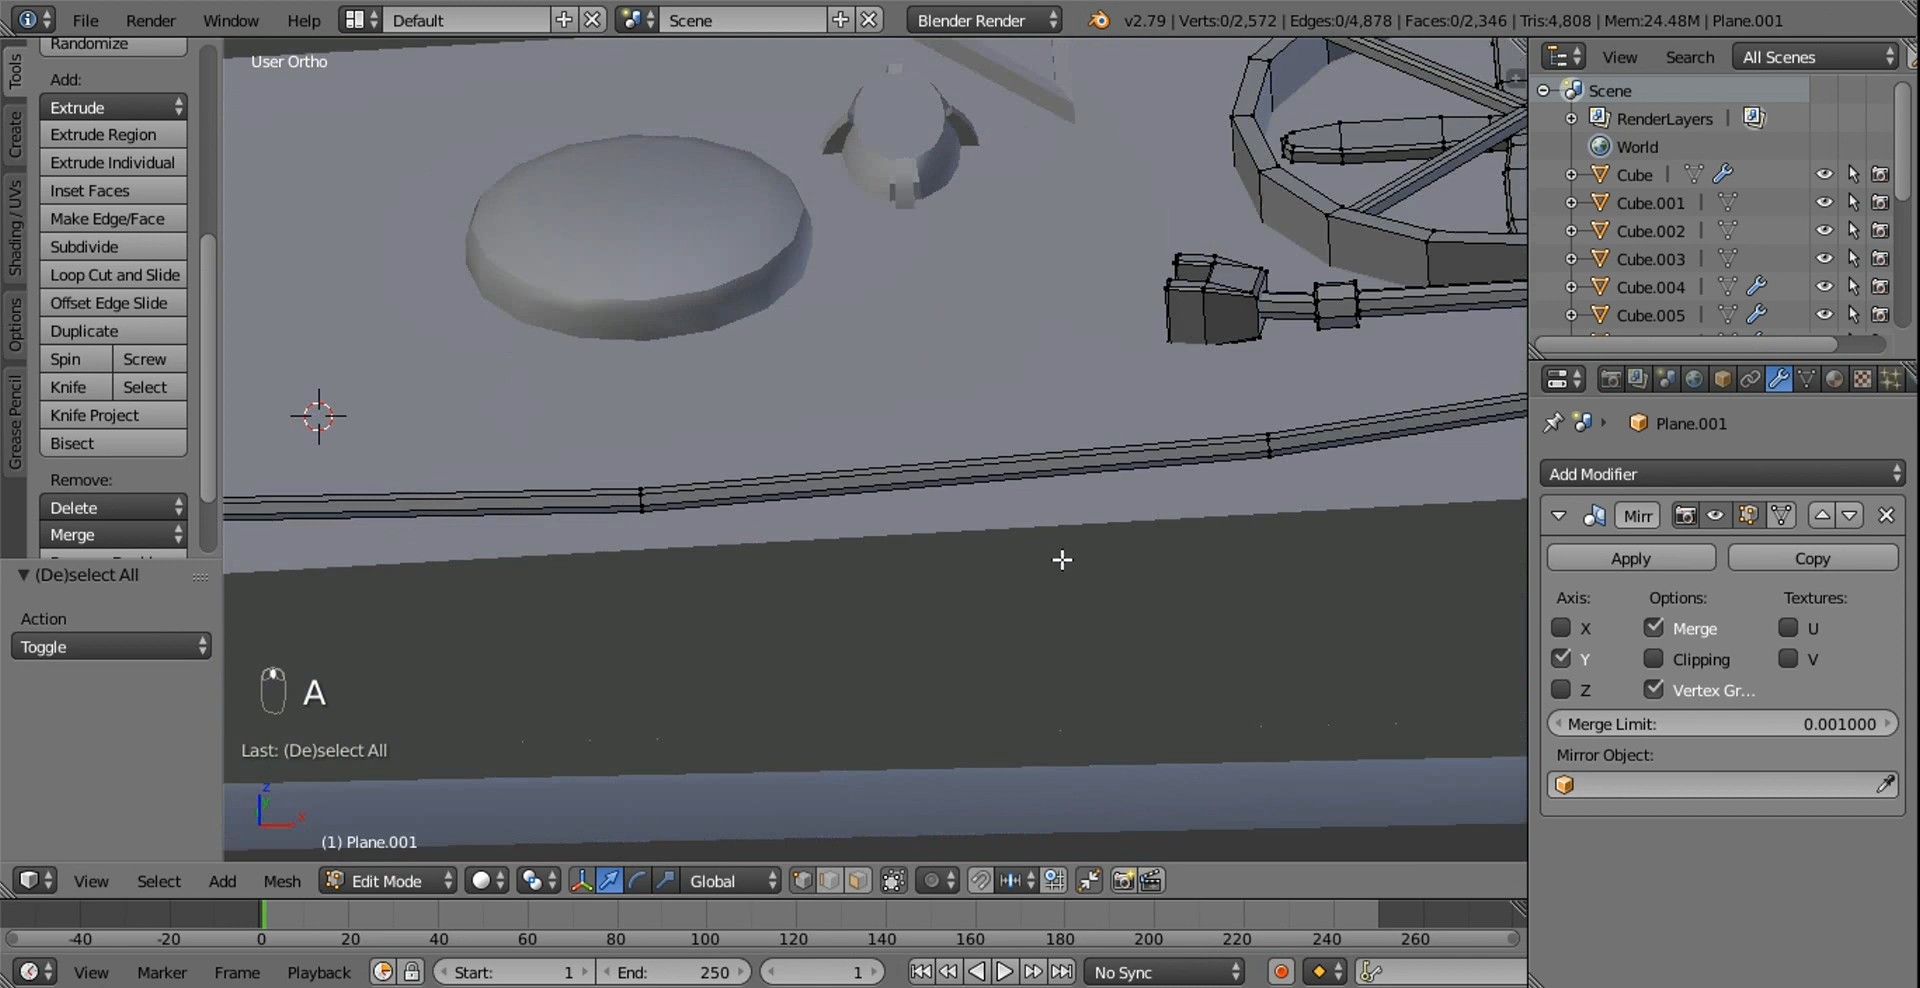 File Render Window Help Default Scene Blender Render v2.79 | Verts:0/2,572 | Edges:0/4,878 | Faces:0/2,346 | Tris:4,808 | Mem:24.48M | Plane.001
Tools
Create
Shading / UVs
Options
Grease Pencil
Randomize
Add:
Extrude
Extrude Region
Extrude Individual
Inset Faces
Make Edge/Face
Subdivide
Loop Cut and Slide
Offset Edge Slide
Duplicate
Spin Screw
Knife Select
Knife Project
Bisect
Remove:
Delete
Merge
(De)select All
Action
Toggle
User Ortho
A
Last: (De)select All
z
y
x
(1) Plane.001
View Select Add Mesh Edit Mode Global
-40 -20 0 20 40 60 80 100 120 140 160 180 200 220 240 260
View Marker Frame Playback Start: 1 End: 250 1 No Sync
View Search All Scenes
Scene
RenderLayers |
World
Cube |
Cube.001 |
Cube.002 |
Cube.003 |
Cube.004 |
Cube.005 |
Plane.001
Add Modifier
Mirr
Apply Copy
Axis: Options: Textures:
X Merge U
Y Clipping V
Z Vertex Gr...
Merge Limit: 0.001000
Mirror Object: